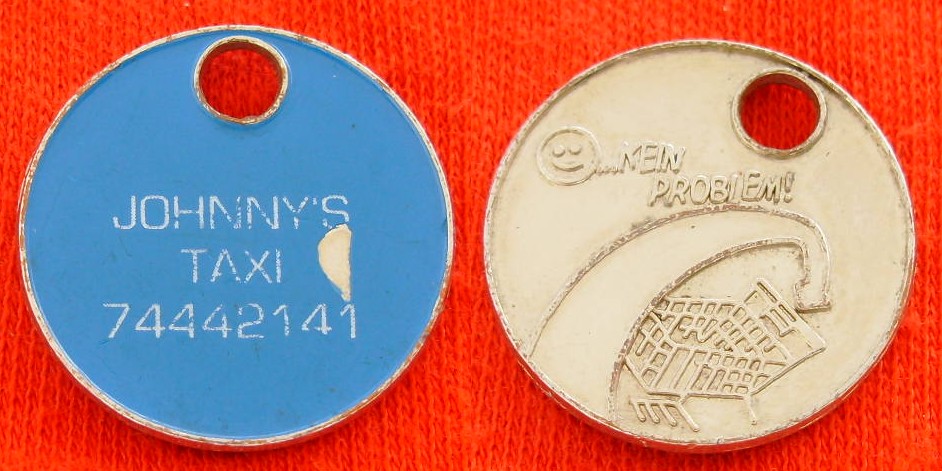 JOHNNY'S
TAXI
74442141
...KEIN
PROBLEM!